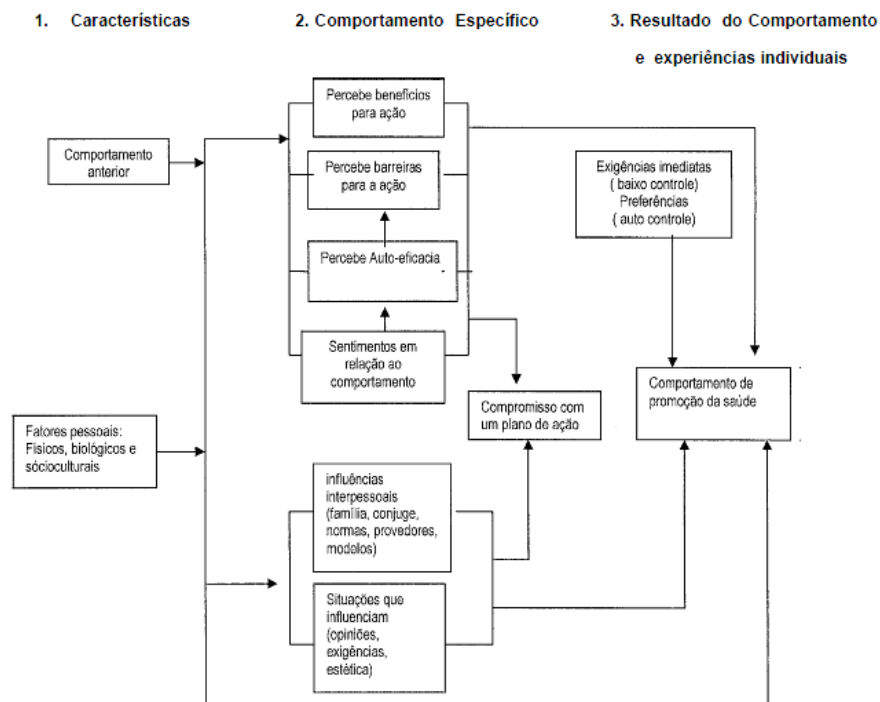 1. Características
2. Comportamento Específico
3. Resultado do Comportamento
e experiências individuais
Comportamento
anterior
Fatores pessoais:
Físicos, biológicos e
sócioculturais
Percebe benefícios
para ação
Percebe barreiras
para a ação
Percebe Auto-eficacia
Sentimentos em
relação ao
comportamento
influências
interpessoais
(família, conjuge,
normas, provedores,
modelos)
Situações que
influenciam
(opiniões,
exigências,
estética)
Compromisso com
um plano de ação
Exigências imediatas
( baixo controle)
Preferências
( auto controle)
Comportamento de
promoção da saúde